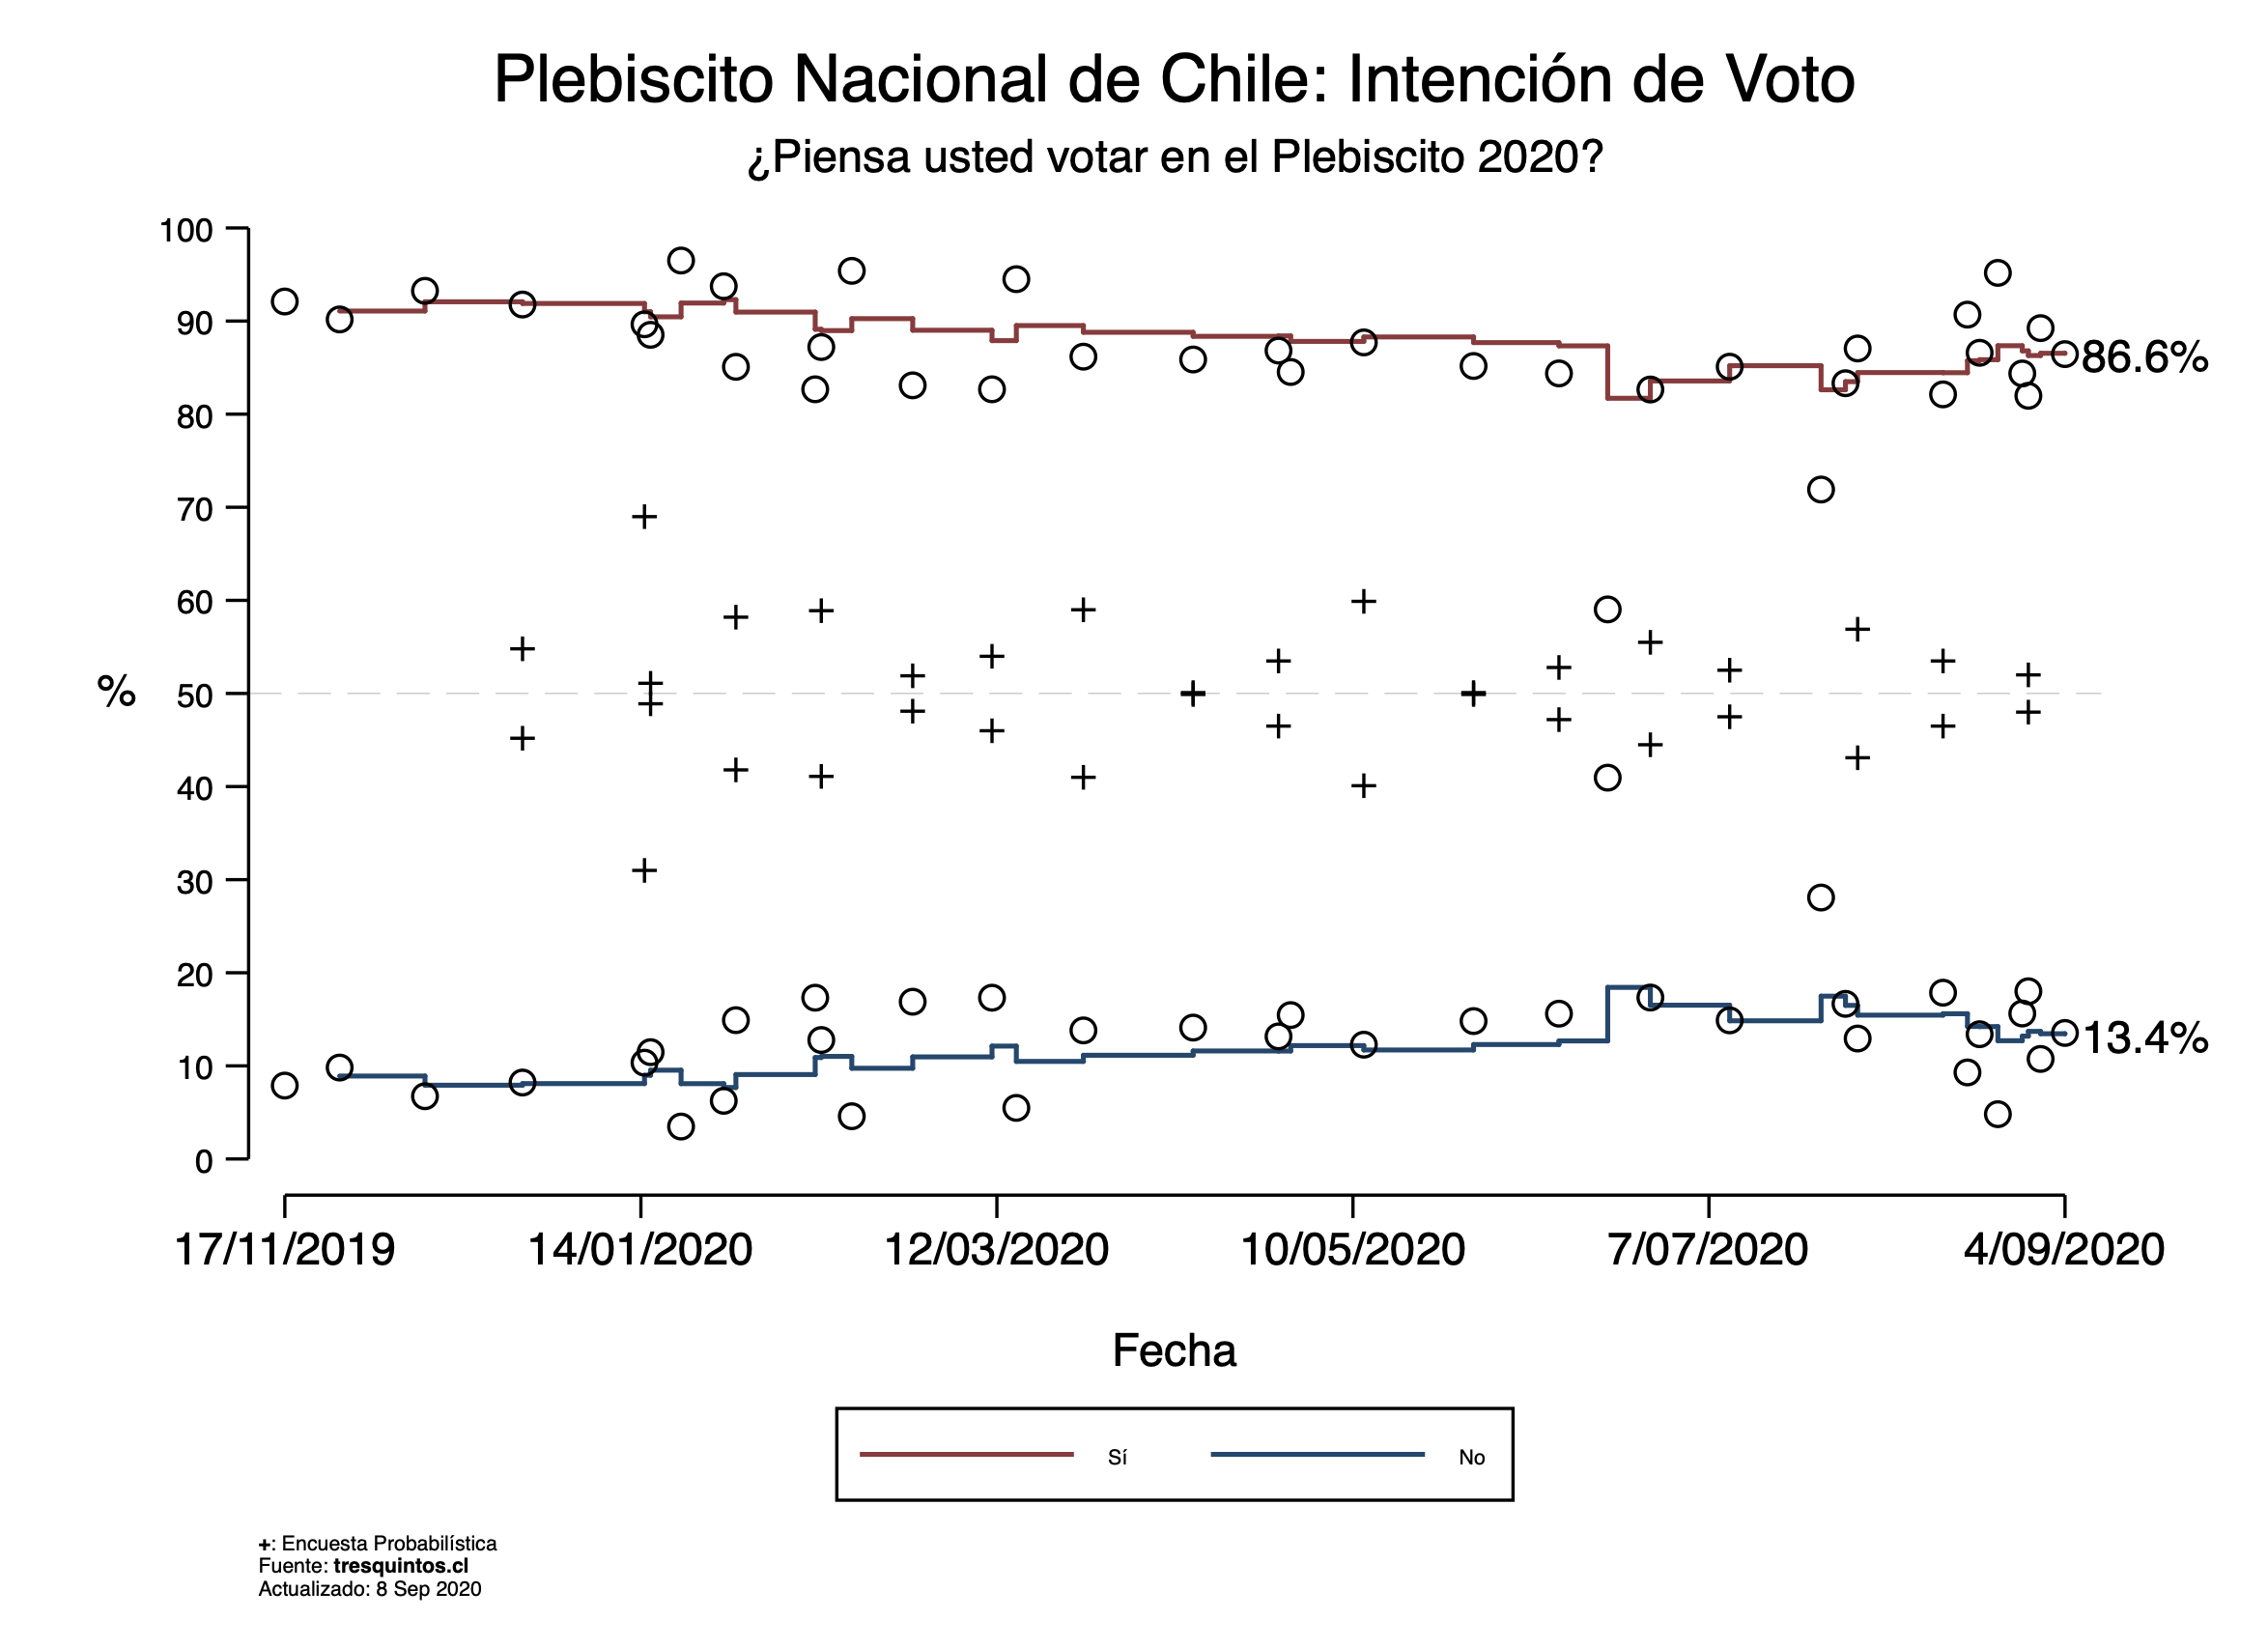 Plebiscito Nacional de Chile: Intención de Voto
¿Piensa usted votar en el Plebiscito 2020?
100
90
80
70
60
50
40
30
20
10
0
%
86.6%
13.4%
17/11/2019 14/01/2020 12/03/2020 10/05/2020 7/07/2020 4/09/2020
Fecha
Sí No
+: Encuesta Probabilística
Fuente: tresquintos.cl
Actualizado: 8 Sep 2020